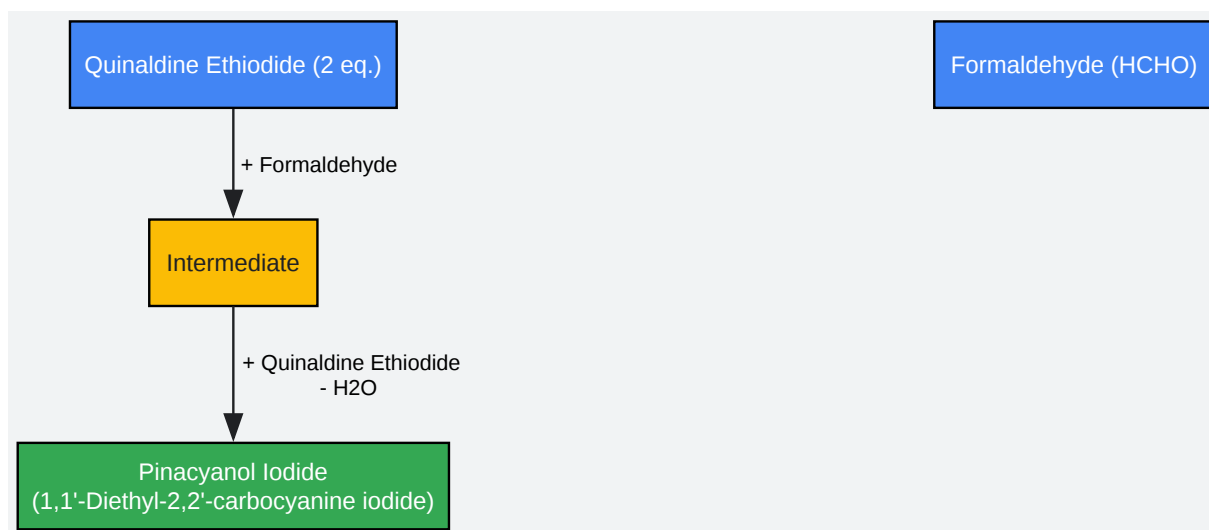 Quinaldine Ethiodide (2 eq.)
Formaldehyde (HCHO)
+ Formaldehyde
Intermediate
+ Quinaldine Ethiodide
- H2O
Pinacyanol Iodide
(1,1'-Diethyl-2,2'-carbocyanine iodide)